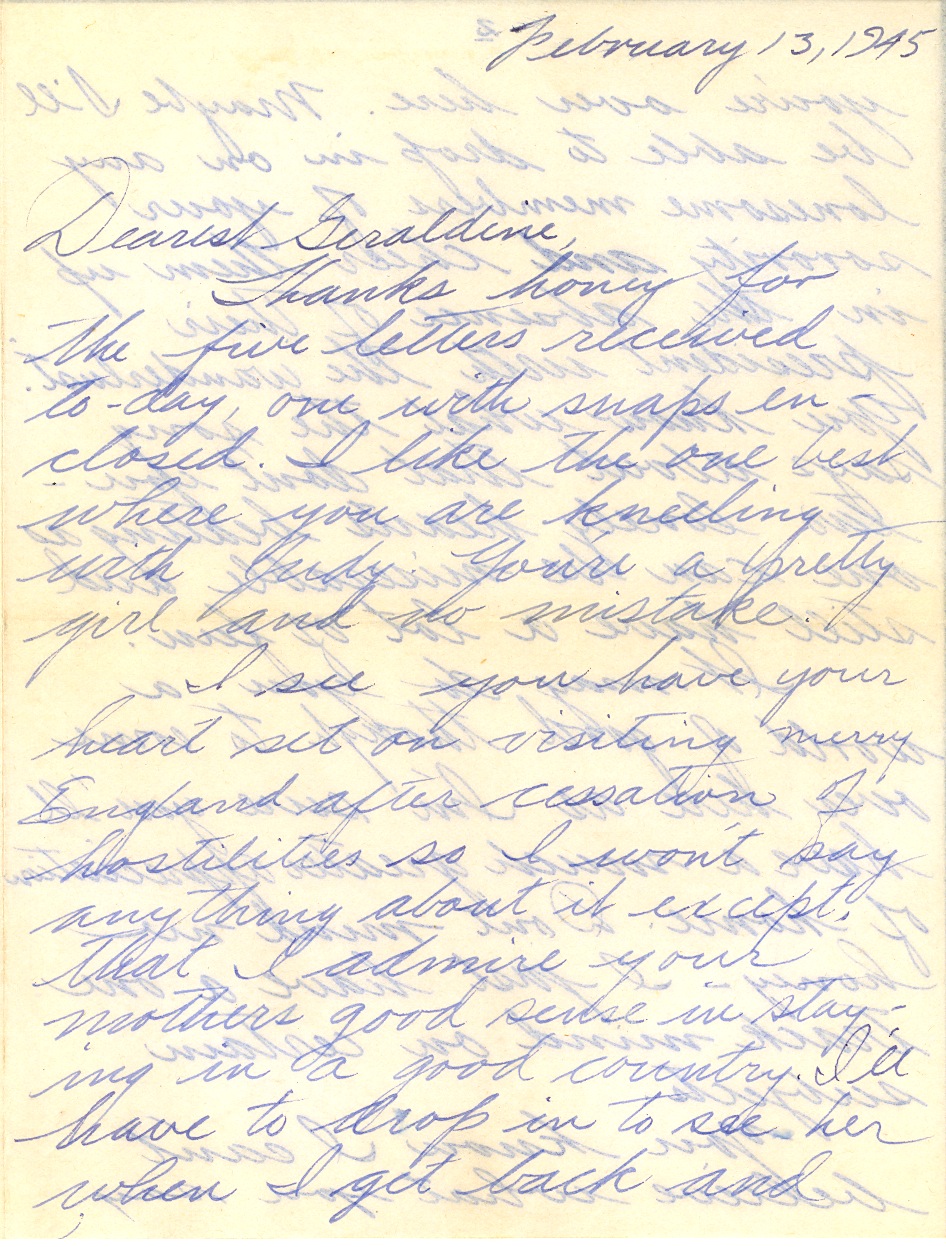 February 13, 1945
Dearest Geraldine,
Thanks honey for
the five letters received
to-day, one with snaps en-
closed. I like the one best
where you are kneeling
with Judy. You're a pretty
girl and no mistake.
I see you have your
heart set on visiting merry
England after cessation of
hostilities so I won't say
anything about it except.
that I admire your
mothers good sense in stay-
ing in a good country. I'll
have to drop in to see her
when I get back and